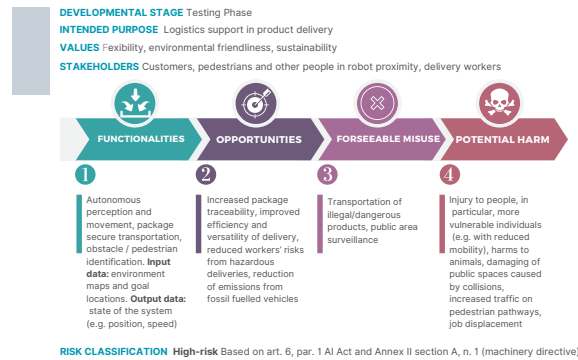 DEVELOPMENTAL STAGE Testing Phase
INTENDED PURPOSE Logistics support in product delivery
VALUES Fexibility, environmental friendliness, sustainability
STAKEHOLDERS Customers, pedestrians and other people in robot proximity, delivery workers
FUNCTIONALITIES
OPPORTUNITIES
FORSEEABLE MISUSE
POTENTIAL HARM
1
Autonomous
perception and
movement, package
secure transportation,
obstacle / pedestrian
identification. Input
data: environment
maps and goal
locations. Output data:
state of the system
(e.g. position, speed)
2
Increased package
traceability, improved
efficiency and
versatility of delivery,
reduced workers' risks
from hazardous
deliveries, reduction
of emissions from
fossil fuelled vehicles
3
Transportation of
illegal/dangerous
products, public area
surveillance
4
Injury to people, in
particular, more
vulnerable individuals
(e.g. with reduced
mobility), harms to
animals, damaging of
public spaces caused
by collisions,
increased traffic on
pedestrian pathways,
job displacement
RISK CLASSIFICATION High-risk Based on art. 6, par. 1 AI Act and Annex II section A, n. 1 (machinery directive)